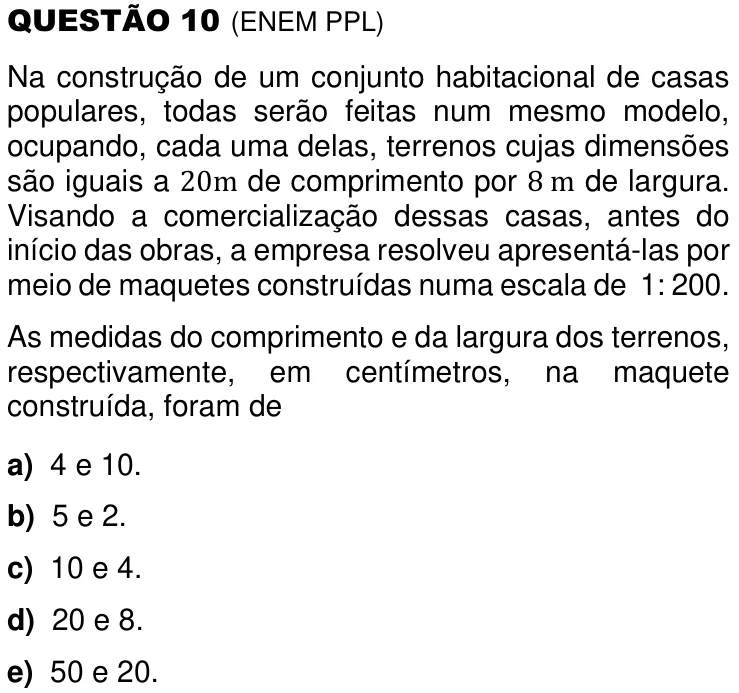 QUESTÃO 10 (ENEM PPL)
Na construção de um conjunto habitacional de casas
populares, todas serão feitas num mesmo modelo,
ocupando, cada uma delas, terrenos cujas dimensões
são iguais a 20m de comprimento por 8 m de largura.
Visando a comercialização dessas casas, antes do
início das obras, a empresa resolveu apresentá-las por
meio de maquetes construídas numa escala de 1: 200.
As medidas do comprimento e da largura dos terrenos,
respectivamente, em centímetros, na maquete
construída, foram de
a) 4 e 10.
b) 5 e 2.
c) 10 e 4.
d) 20 e 8.
e) 50 e 20.